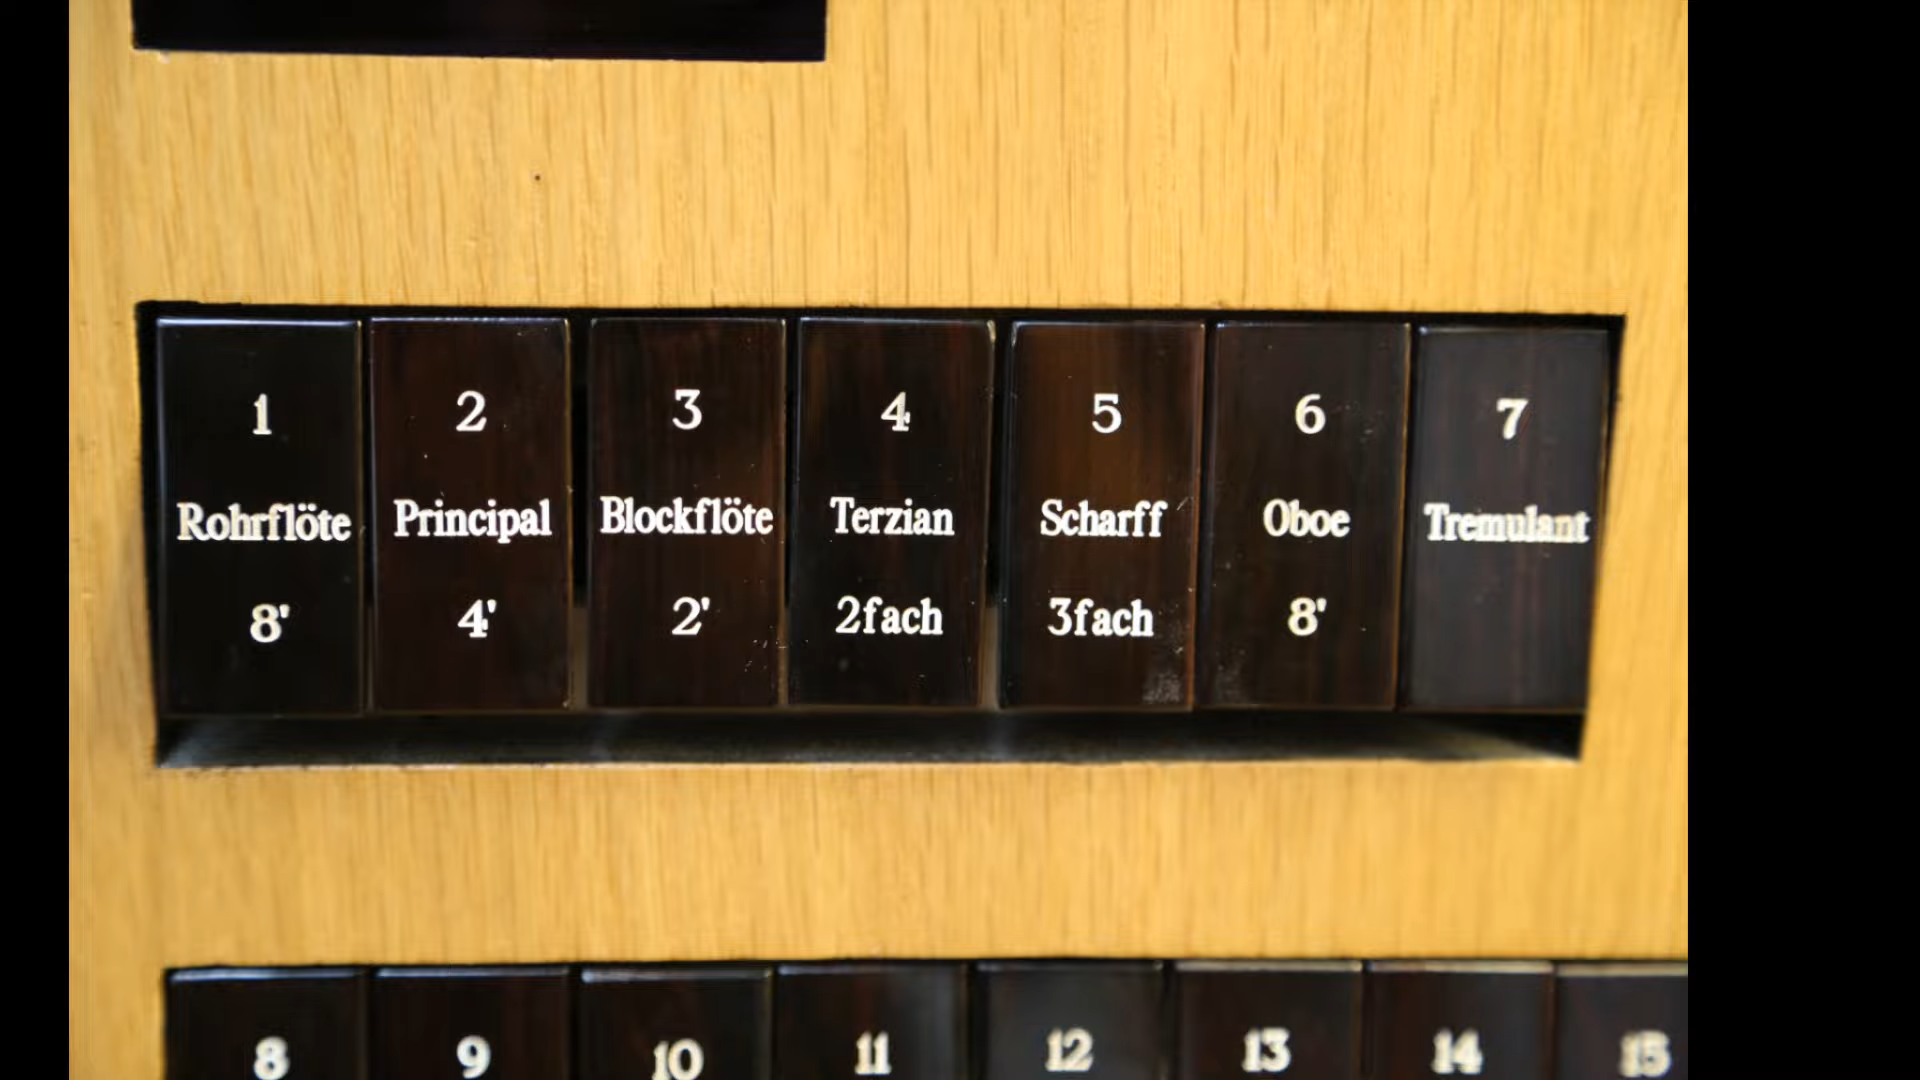 1 2 3 4 5 6 7
Rohrflöte Principal Blockflöte Terzian Scharff Oboe Tremulant
8' 4' 2' 2fach 3fach 8'
8 9 10 11 12 13 14 15